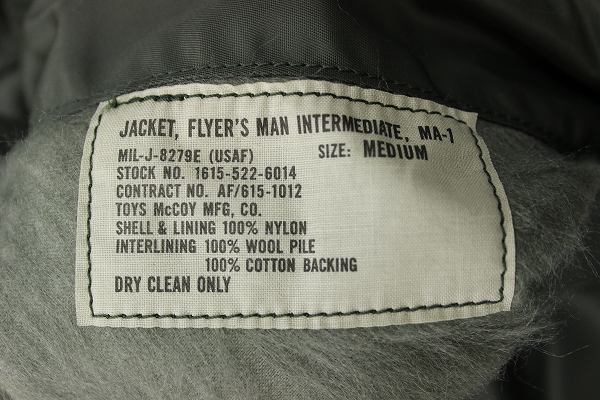 JACKET, FLYER'S MAN INTERMEDIATE, MA-1
MIL-J-8279E (USAF) SIZE: MEDIUM
STOCK NO. 1615-522-6014
CONTRACT NO. AF/615-1012
TOYS McCOY MFG, CO.
SHELL & LINING 100% NYLON
INTERLINING 100% WOOL PILE
100% COTTON BACKING
DRY CLEAN ONLY